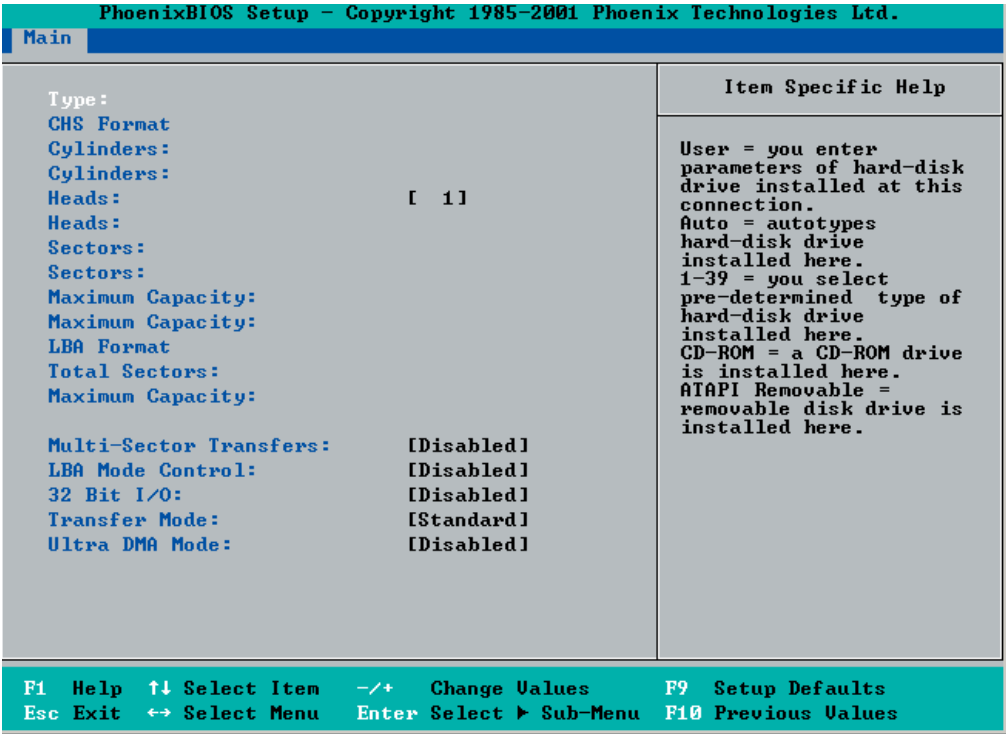 PhoenixBIOS Setup - Copyright 1985-2001 Phoenix Technologies Ltd.
Main
Type:
CHS Format
Cylinders:
Cylinders:
Heads: [  1]
Heads:
Sectors:
Sectors:
Maximum Capacity:
Maximum Capacity:
LBA Format
Total Sectors:
Maximum Capacity:
Multi-Sector Transfers: [Disabled]
LBA Mode Control: [Disabled]
32 Bit I/O: [Disabled]
Transfer Mode: [Standard]
Ultra DMA Mode: [Disabled]
Item Specific Help
User = you enter
parameters of hard-disk
drive installed at this
connection.
Auto = autotypes
hard-disk drive
installed here.
1-39 = you select
pre-determined  type of
hard-disk drive
installed here.
CD-ROM = a CD-ROM drive
is installed here.
ATAPI Removable =
removable disk drive is
installed here.
F1 Help ↑↓ Select Item -/+ Change Values F9 Setup Defaults
Esc Exit ↔ Select Menu Enter Select ▶ Sub-Menu F10 Previous Values